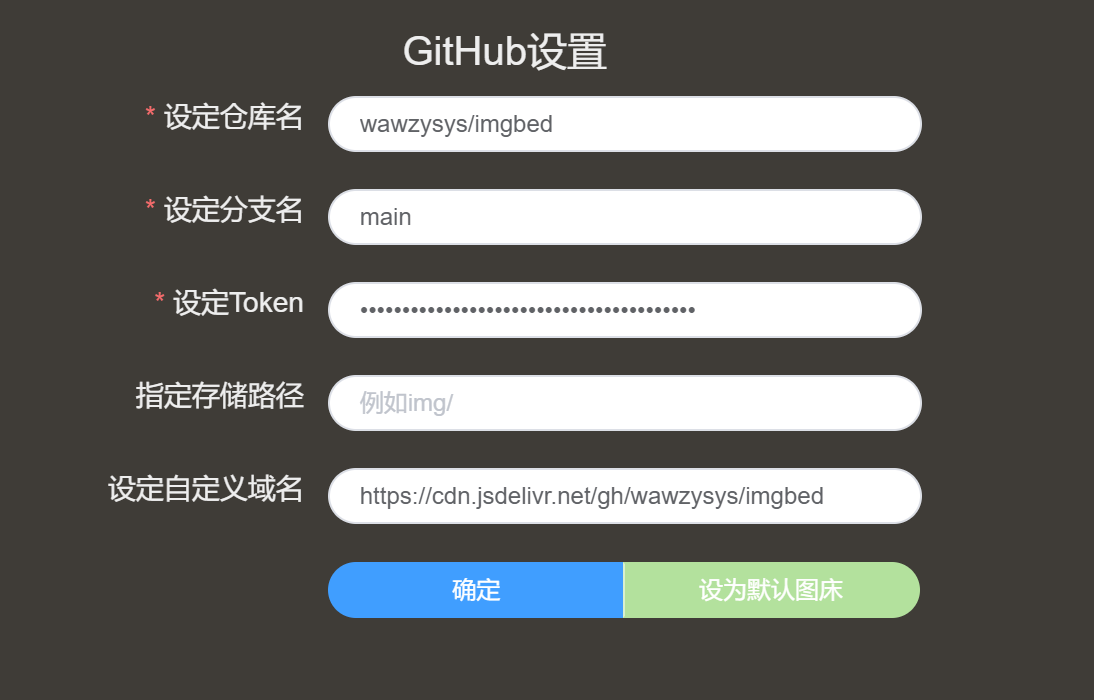 GitHub设置
* 设定仓库名
wawzysys/imgbed
* 设定分支名
main
* 设定Token
••••••••••••••••••••••••••••••••••••••••
指定存储路径
例如img/
设定自定义域名
https://cdn.jsdelivr.net/gh/wawzysys/imgbed
确定
设为默认图床